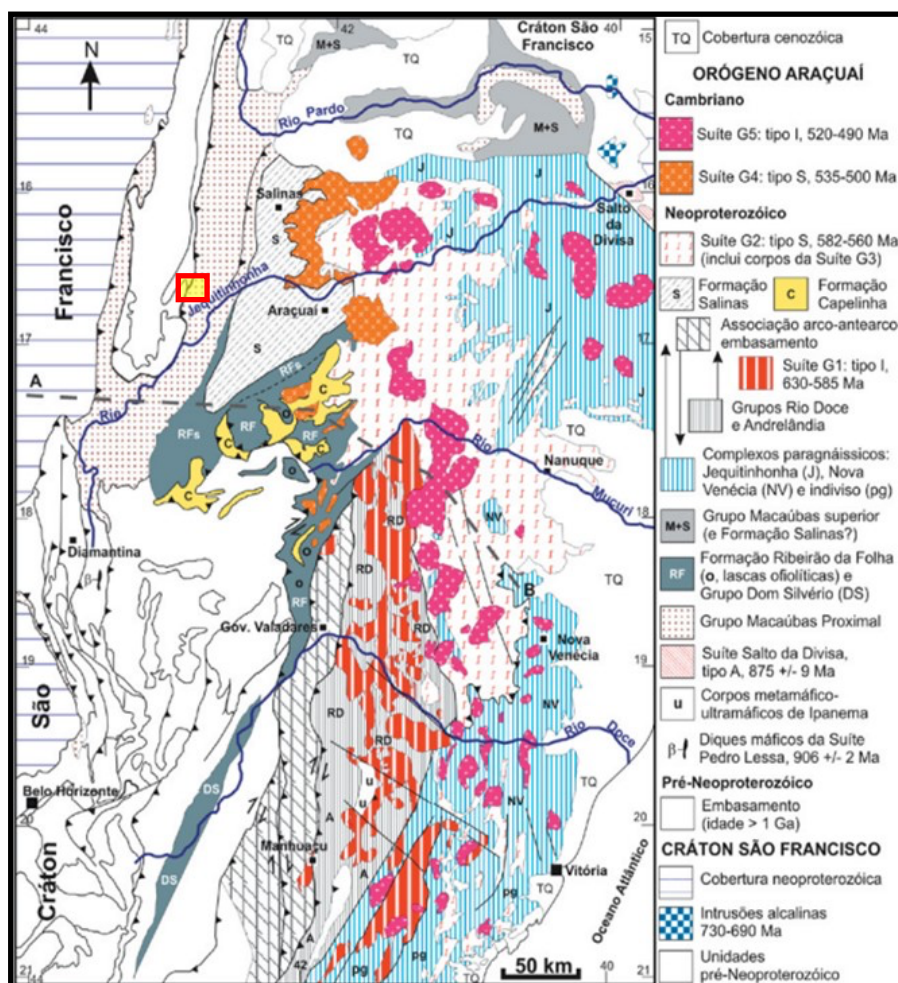 44
42
40
15
N
M+S
TQ
Cráton São
Francisco
TQ
Rio Pardo
TQ
M+S
TQ
J
J
16
Salinas
16
Salto
da
Divisa
S
J
J
Francisco
Jequitinhonha
Araçuaí
17
17
S
J
RFs
C
J
A
Rio
O
RFs
RF
RF
C
C
TQ
Rio
Nanuque
O
C
Mucuri
18
18
NV
TQ
Diamantina
RD
O
β
O
B
RF
RD
Gov. Valadares
RD
Nova
Venécia
19
19
São
RD
NV
Rio Doce
RD
TQ
Belo Horizonte
DS
u
u
NV
20
20
A
Manhuaçu
Cráton
A
Vitória
DS
pg
TQ
pg
Oceano Atlântico
A
50 km
21
44
42
pg
pg
TQ
40
21
TQ Cobertura cenozóica
ORÓGENO ARAÇUAÍ
Cambriano
Suíte G5: tipo I, 520-490 Ma
Suíte G4: tipo S, 535-500 Ma
Neoproterozóico
Suíte G2: tipo S, 582-560 Ma
(inclui corpos da Suíte G3)
S Formação Salinas
C Formação Capelinha
Associação arco-antearco
embasamento
Suíte G1: tipo I,
630-585 Ma
Grupos Rio Doce
e Andrelândia
Complexos paragnáissicos:
Jequitinhonha (J), Nova
Venécia (NV) e indiviso (pg)
M+S Grupo Macaúbas superior
(e Formação Salinas?)
RF Formação Ribeirão da Folha
(o, lascas ofiolíticas) e
Grupo Dom Silvério (DS)
Grupo Macaúbas Proximal
Suíte Salto da Divisa,
tipo A, 875 +/- 9 Ma
u Corpos metamáfico-
ultramáficos de Ipanema
β Diques máficos da Suíte
Pedro Lessa, 906 +/- 2 Ma
Pré-Neoproterozóico
Embasamento
(idade > 1 Ga)
CRÁTON SÃO FRANCISCO
Cobertura neoproterozóica
Intrusões alcalinas
730-690 Ma
Unidades
pré-Neoproterozóico